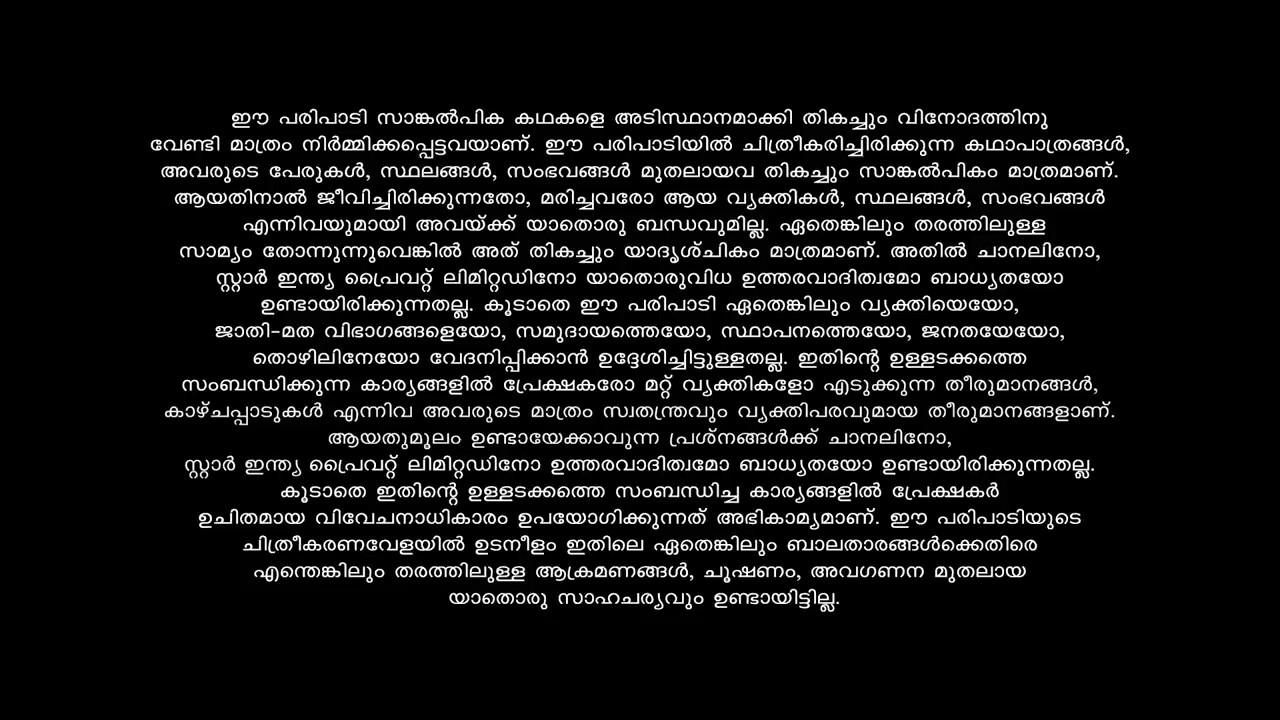 ഈ പരിപാടി സാങ്കൽപിക കഥകളെ അടിസ്ഥാനമാക്കി തികച്ചും വിനോദത്തിനു
വേണ്ടി മാത്രം നിർമ്മിക്കപ്പെട്ടവയാണ്. ഈ പരിപാടിയിൽ ചിത്രീകരിച്ചിരിക്കുന്ന കഥാപാത്രങ്ങൾ,
അവരുടെ പേരുകൾ, സ്ഥലങ്ങൾ, സംഭവങ്ങൾ മുതലായവ തികച്ചും സാങ്കൽപികം മാത്രമാണ്.
ആയതിനാൽ ജീവിച്ചിരിക്കുന്നതോ, മരിച്ചവരോ ആയ വ്യക്തികൾ, സ്ഥലങ്ങൾ, സംഭവങ്ങൾ
എന്നിവയുമായി അവയ്ക്ക് യാതൊരു ബന്ധവുമില്ല. ഏതെങ്കിലും തരത്തിലുള്ള
സാമ്യം തോന്നുന്നുവെങ്കിൽ അത് തികച്ചും യാദൃശ്ചികം മാത്രമാണ്. അതിൽ ചാനലിനോ,
സ്റ്റാർ ഇന്ത്യ പ്രൈവറ്റ് ലിമിറ്റഡിനോ യാതൊരുവിധ ഉത്തരവാദിത്വമോ ബാധ്യതയോ
ഉണ്ടായിരിക്കുന്നതല്ല. കൂടാതെ ഈ പരിപാടി ഏതെങ്കിലും വ്യക്തിയെയോ,
ജാതി-മത വിഭാഗങ്ങളെയോ, സമുദായത്തെയോ, സ്ഥാപനത്തെയോ, ജനതയേയോ,
തൊഴിലിനേയോ വേദനിപ്പിക്കാൻ ഉദ്ദേശിച്ചിട്ടുള്ളതല്ല. ഇതിന്റെ ഉള്ളടക്കത്തെ
സംബന്ധിക്കുന്ന കാര്യങ്ങളിൽ പ്രേക്ഷകരോ മറ്റ് വ്യക്തികളോ എടുക്കുന്ന തീരുമാനങ്ങൾ,
കാഴ്ചപ്പാടുകൾ എന്നിവ അവരുടെ മാത്രം സ്വതന്ത്രവും വ്യക്തിപരവുമായ തീരുമാനങ്ങളാണ്.
ആയതുമൂലം ഉണ്ടായേക്കാവുന്ന പ്രശ്നങ്ങൾക്ക് ചാനലിനോ,
സ്റ്റാർ ഇന്ത്യ പ്രൈവറ്റ് ലിമിറ്റഡിനോ ഉത്തരവാദിത്വമോ ബാധ്യതയോ ഉണ്ടായിരിക്കുന്നതല്ല.
കൂടാതെ ഇതിന്റെ ഉള്ളടക്കത്തെ സംബന്ധിച്ച കാര്യങ്ങളിൽ പ്രേക്ഷകർ
ഉചിതമായ വിവേചനാധികാരം ഉപയോഗിക്കുന്നത് അഭികാമ്യമാണ്. ഈ പരിപാടിയുടെ
ചിത്രീകരണവേളയിൽ ഉടനീളം ഇതിലെ ഏതെങ്കിലും ബാലതാരങ്ങൾക്കെതിരെ
എന്തെങ്കിലും തരത്തിലുള്ള ആക്രമണങ്ങൾ, ചൂഷണം, അവഗണന മുതലായ
യാതൊരു സാഹചര്യവും ഉണ്ടായിട്ടില്ല.